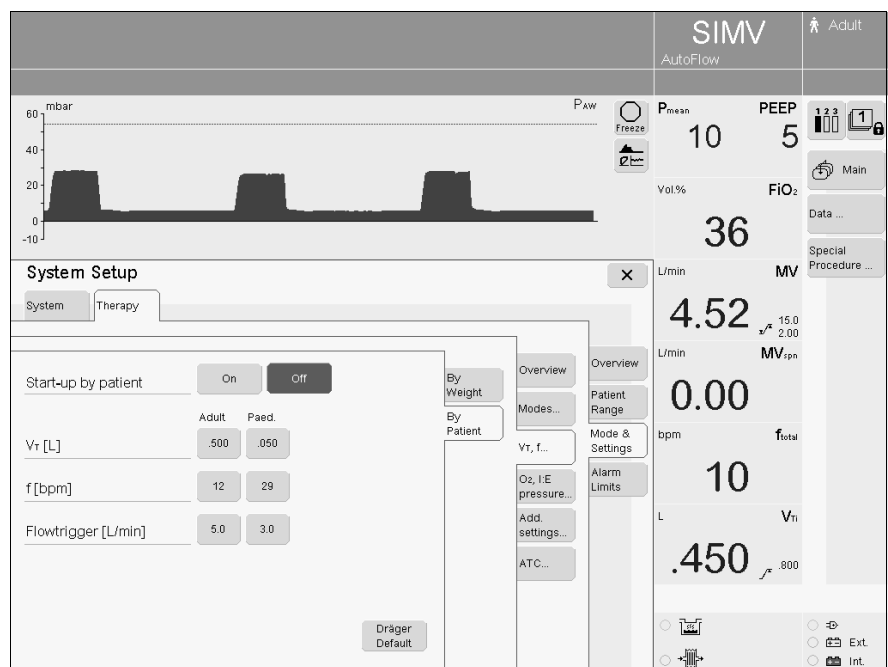 SIMV
AutoFlow
Adult
mbar
PAW
60
40
20
0
-10
Freeze
Pmean PEEP
10 5
Vol.% FiO2
36
L/min MV
4.52
15.0
2.00
L/min MVspn
0.00
bpm ftotal
10
L VTi
.450
.800
1 2 3
1
Main
Data ...
Special
Procedure ...
System Setup
System
Therapy
Start-up by patient
On
Off
Adult Paed.
VT [L]
.500 .050
f [bpm]
12 29
Flowtrigger [L/min]
5.0 3.0
Dräger
Default
By
Weight
By
Patient
Overview
Modes...
VT, f...
O2, I:E
pressure...
Add.
settings...
ATC...
Overview
Patient
Range
Mode &
Settings
Alarm
Limits
Ext.
Int.